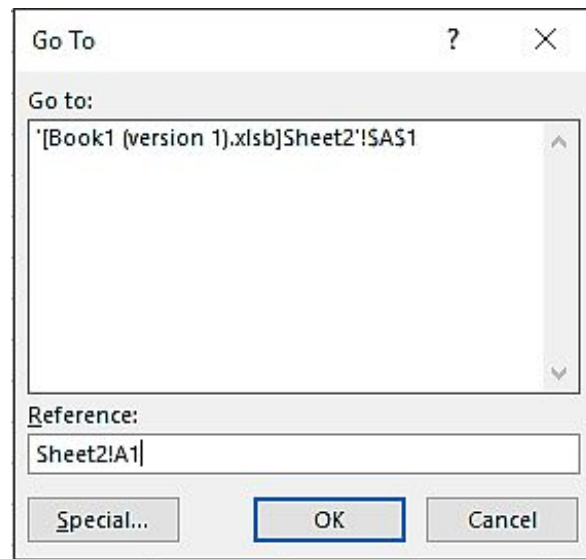 Go To ?
Go to:
'[Book1 (version 1).xlsb]Sheet2'!$A$1
Reference:
Sheet2!A1
Special... OK Cancel